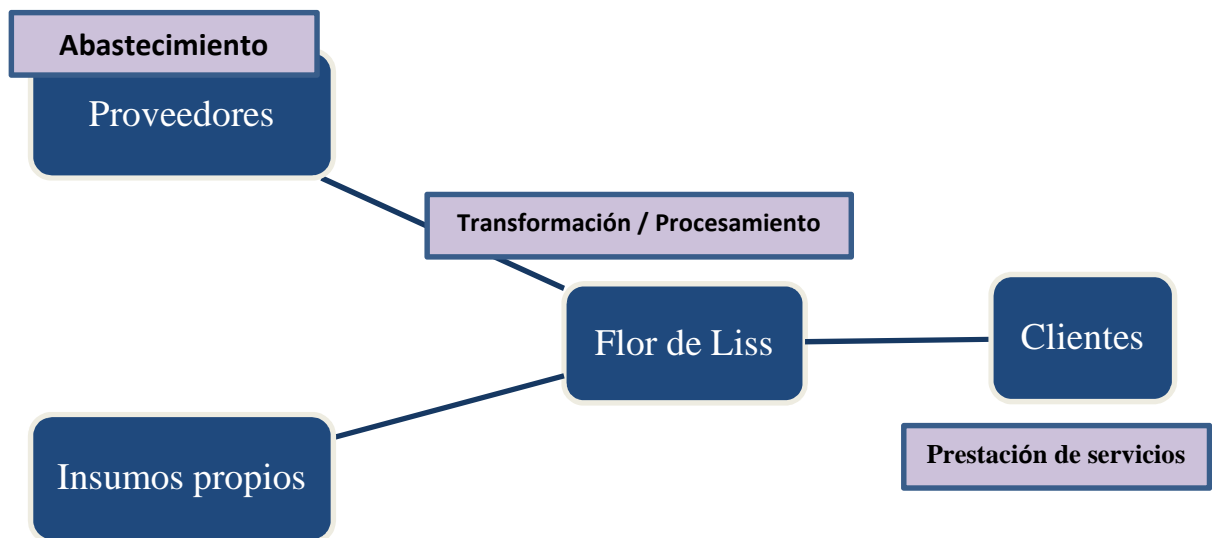 Abastecimiento
Proveedores
Transformación / Procesamiento
Flor de Liss
Clientes
Prestación de servicios
Insumos propios